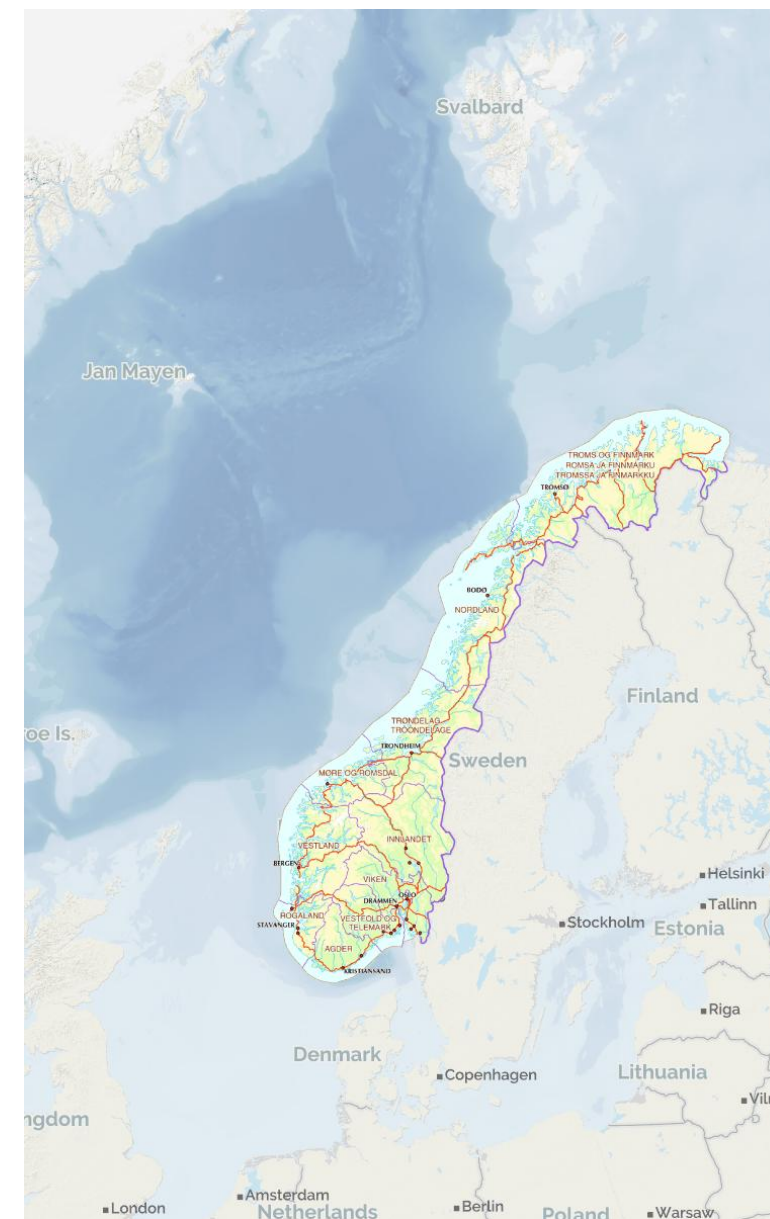 Svalbard
Jan Mayen
TROMS OG FINNMARK
ROMSA JA FINNMÁRKU
TROMSSA JA FINMARKKU
TROMSØ
BODØ
NORDLAND
Finland
roe Is.
TRØNDELAG
TRÖÖNDELAGE
TRONDHEIM
Sweden
MØRE OG ROMSDAL
INNLANDET
VESTLAND
BERGEN
VIKEN
Helsinki
OSLO
DRAMMEN
Tallinn
ROGALAND
VESTFOLD OG
TELEMARK
STAVANGER
Stockholm
Estonia
AGDER
KRISTIANSAND
Riga
Denmark
Copenhagen
Lithuania
Vil
ngdom
Amsterdam
London
Netherlands
Berlin
Poland
Warsaw